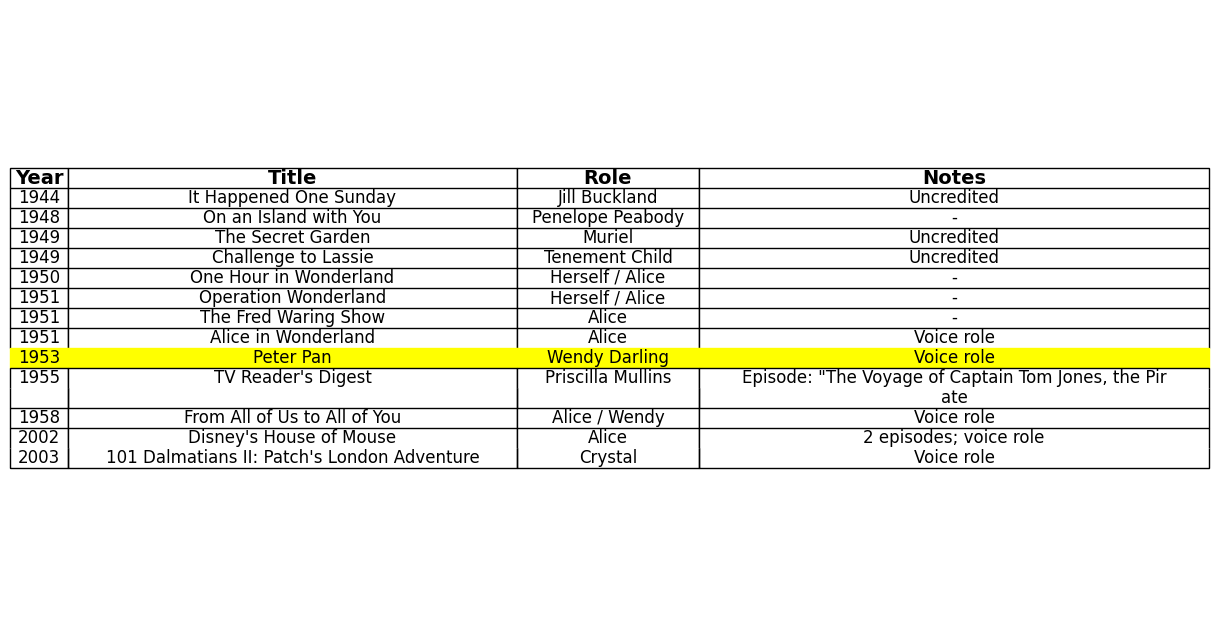 Year Title Role Notes
1944 It Happened One Sunday Jill Buckland Uncredited
1948 On an Island with You Penelope Peabody -
1949 The Secret Garden Muriel Uncredited
1949 Challenge to Lassie Tenement Child Uncredited
1950 One Hour in Wonderland Herself / Alice -
1951 Operation Wonderland Herself / Alice -
1951 The Fred Waring Show Alice -
1951 Alice in Wonderland Alice Voice role
1953 Peter Pan Wendy Darling Voice role
1955 TV Reader's Digest Priscilla Mullins Episode: "The Voyage of Captain Tom Jones, the Pir
ate
1958 From All of Us to All of You Alice / Wendy Voice role
2002 Disney's House of Mouse Alice 2 episodes; voice role
2003 101 Dalmatians II: Patch's London Adventure Crystal Voice role